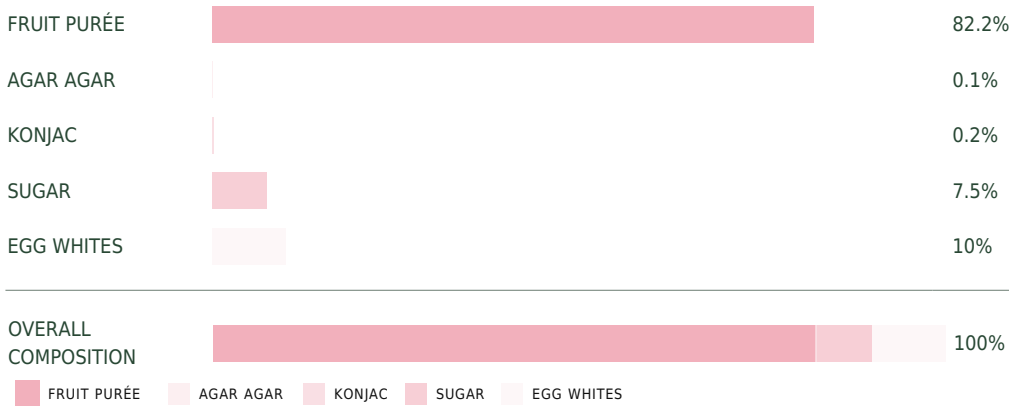 FRUIT PURÉE 82.2%
AGAR AGAR 0.1%
KONJAC 0.2%
SUGAR 7.5%
EGG WHITES 10%
OVERALL
COMPOSITION 100%
FRUIT PURÉE AGAR AGAR KONJAC SUGAR EGG WHITES